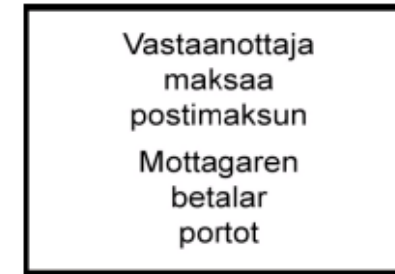 Vastaanottaja
maksaa
postimaksun
Mottagaren
betalar
portot